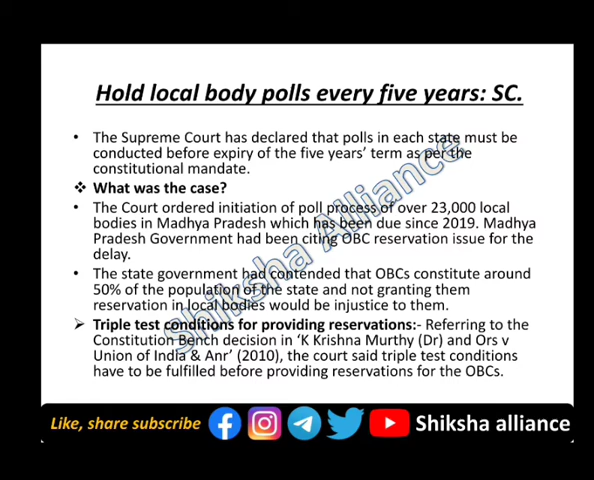 Hold local body polls every five years: SC.
• The Supreme Court has declared that polls in each state must be
conducted before expiry of the five years' term as per the
constitutional mandate.
❖ What was the case?
• The Court ordered initiation of poll process of over 23,000 local
bodies in Madhya Pradesh which has been due since 2019. Madhya
Pradesh Government had been citing OBC reservation issue for the
delay.
• The state government had contended that OBCs constitute around
50% of the population of the state and not granting them
reservation in local bodies would be injustice to them.
➢ Triple test conditions for providing reservations:- Referring to the
Constitution Bench decision in 'K Krishna Murthy (Dr) and Ors v
Union of India & Anr' (2010), the court said triple test conditions
have to be fulfilled before providing reservations for the OBCs.
Shiksha Alliance
Like, share subscribe Shiksha alliance